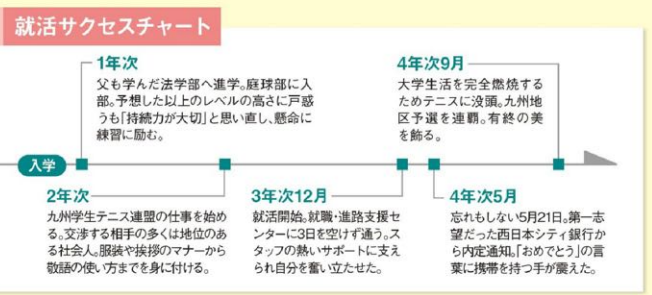 就活サクセスチャート
1年次
父も学んだ法学部へ進学。庭球部に入
部。予想した以上のレベルの高さに戸惑
うも「持続力が大切」と思い直し、懸命に
練習に励む。
4年次9月
大学生活を完全燃焼する
ためテニスに没頭。九州地
区予選を連覇。有終の美
を飾る。
入学
2年次
九州学生テニス連盟の仕事を始め
る。交渉する相手の多くは地位のあ
る社会人。服装や挨拶のマナーから
敬語の使い方までを身に付ける。
3年次12月
就活開始。就職・進路支援セ
ンターに3日を空けず通う。ス
タッフの熱いサポートに支え
られ自分を奮い立たせた。
4年次5月
忘れもしない5月21日。第一志
望だった西日本シティ銀行か
ら内定通知。「おめでとう」の言
葉に携帯を持つ手が震えた。